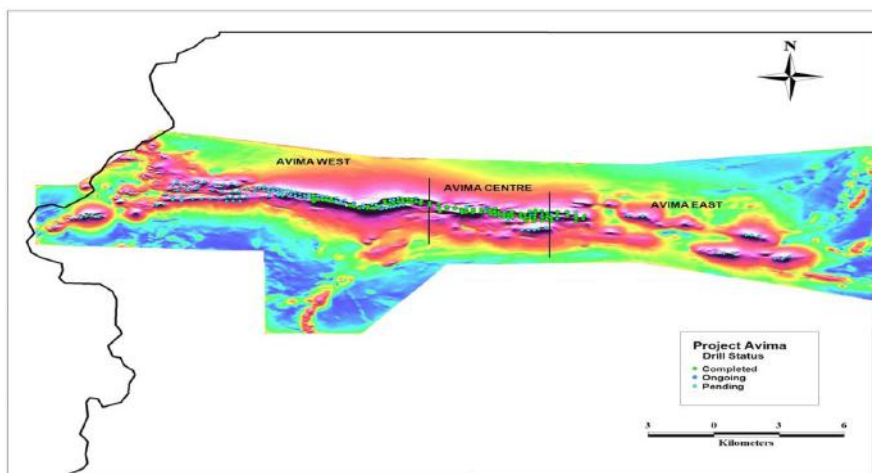 N
AVIMA WEST
AVIMA CENTRE
AVIMA EAST
Project Avima
Drill Status
Completed
Ongoing
Pending
3 0 3 6
Kilometers